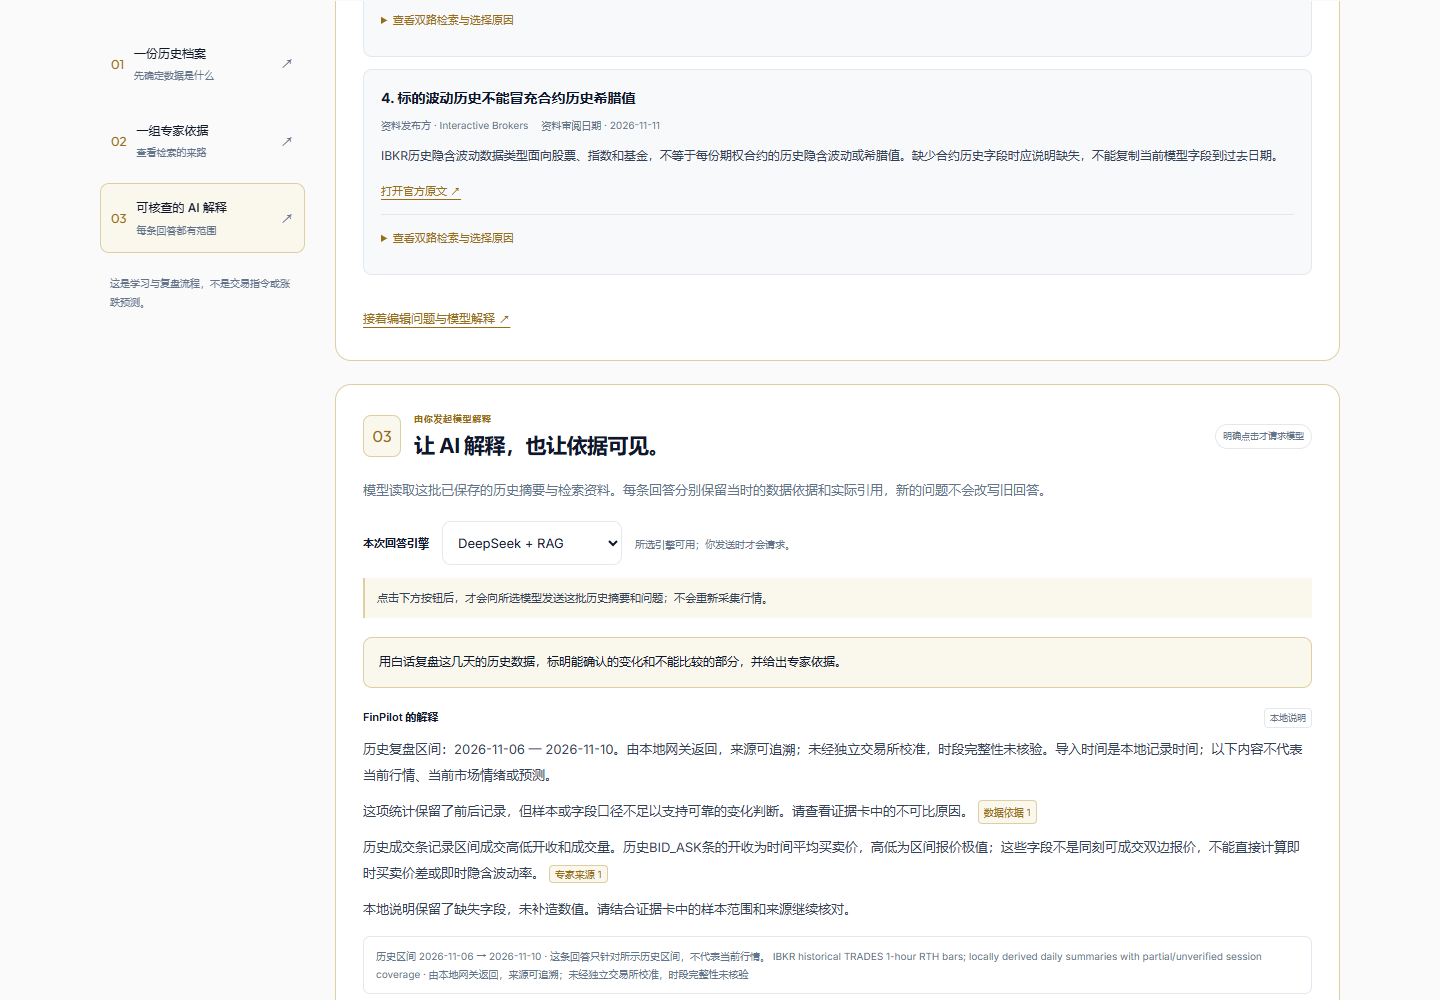 01
一份历史档案
↗
先确定数据是什么
02
一组专家依据
↗
查看检索的来路
03
可核查的 AI 解释
↗
每条回答都有范围
这是学习与复盘流程，不是交易指令或涨
跌预测。
▶ 查看双路检索与选择原因
4. 标的波动历史不能冒充合约历史希腊值
资料发布方 · Interactive Brokers 资料审阅日期 · 2026-11-11
IBKR历史隐含波动数据类型面向股票、指数和基金，不等于每份期权合约的历史隐含波动或希腊值。缺少合约历史字段时应说明缺失，不能复制当前模型字段到过去日期。
打开官方原文 ↗
▶ 查看双路检索与选择原因
接着编辑问题与模型解释 ↗
03
由你发起模型解释
让 AI 解释，也让依据可见。
明确点击才请求模型
模型读取这批已保存的历史摘要与检索资料。每条回答分别保留当时的数据依据和实际引用，新的问题不会改写旧回答。
本次回答引擎
DeepSeek + RAG
所选引擎可用；你发送时才会请求。
点击下方按钮后，才会向所选模型发送这批历史摘要和问题；不会重新采集行情。
用白话复盘这几天的历史数据，标明能确认的变化和不能比较的部分，并给出专家依据。
FinPilot 的解释
本地说明
历史复盘区间：2026-11-06 — 2026-11-10。由本地网关返回，来源可追溯；未经独立交易所校准，时段完整性未核验。导入时间是本地记录时间；以下内容不代表
当前行情、当前市场情绪或预测。
这项统计保留了前后记录，但样本或字段口径不足以支持可靠的变化判断。请查看证据卡中的不可比原因。 数据依据 1
历史成交条记录区间成交高低开收和成交量。历史BID_ASK条的开收为时间平均买卖价，高低为区间报价极值；这些字段不是同刻可成交双边报价，不能直接计算即
时买卖价差或即时隐含波动率。 专家来源 1
本地说明保留了缺失字段，未补造数值。请结合证据卡中的样本范围和来源继续核对。
历史区间 2026-11-06 → 2026-11-10 · 这条回答只针对所示历史区间，不代表当前行情。 IBKR historical TRADES 1-hour RTH bars; locally derived daily summaries with partial/unverified session
coverage · 由本地网关返回，来源可追溯；未经独立交易所校准，时段完整性未核验